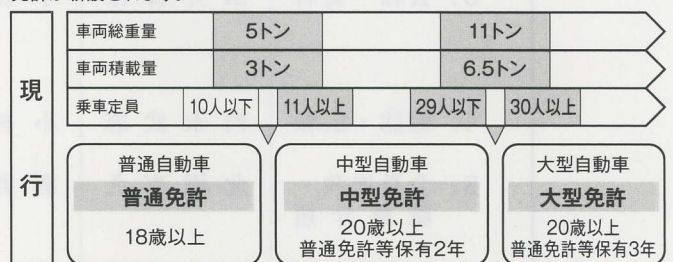 現行
車両総重量 5トン 11トン
車両積載量 3トン 6.5トン
乗車定員 10人以下 11人以上 29人以下 30人以上
普通自動車
普通免許
18歳以上
中型自動車
中型免許
20歳以上
普通免許等保有2年
大型自動車
大型免許
20歳以上
普通免許等保有3年